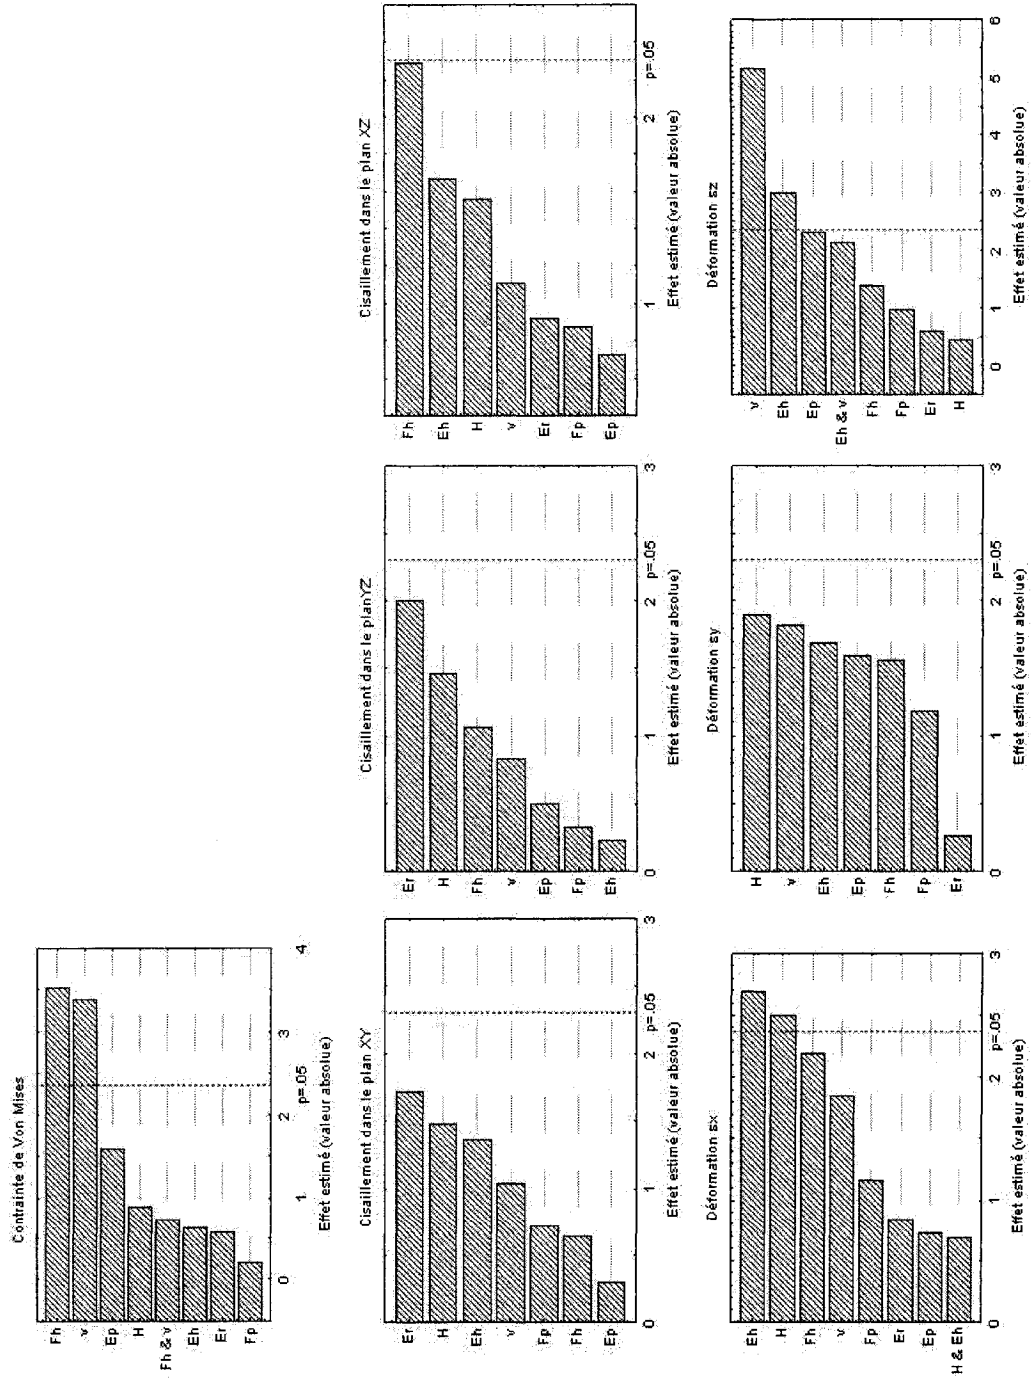 Contrainte de Von Mises
Fh
v
Ep
H
Fh & v
Eh
Er
Fp
0 1 2 3 4
p=.05
Effet estimé (valeur absolue)
Cisaillement dans le plan XY
Er
H
Eh
v
Fp
Fh
Ep
0 1 2 p=.05 3
Effet estimé (valeur absolue)
Cisaillement dans le planYZ
Er
H
Fh
v
Ep
Fp
Eh
0 1 2 p=.05 3
Effet estimé (valeur absolue)
Cisaillement dans le plan XZ
Fh
Eh
H
v
Er
Fp
Ep
1 2 p=.05
Effet estimé (valeur absolue)
Déformation sx
Eh
H
Fh
v
Fp
Er
Ep
H & Eh
0 1 2 p=.05 3
Effet estimé (valeur absolue)
Déformation sy
H
v
Eh
Ep
Fh
Fp
Er
0 1 2 p=.05 3
Effet estimé (valeur absolue)
Déformation sz
v
Eh
Ep
Eh & v
Fh
Fp
Er
H
0 1 2 3 4 5 6
Effet estimé (valeur absolue)